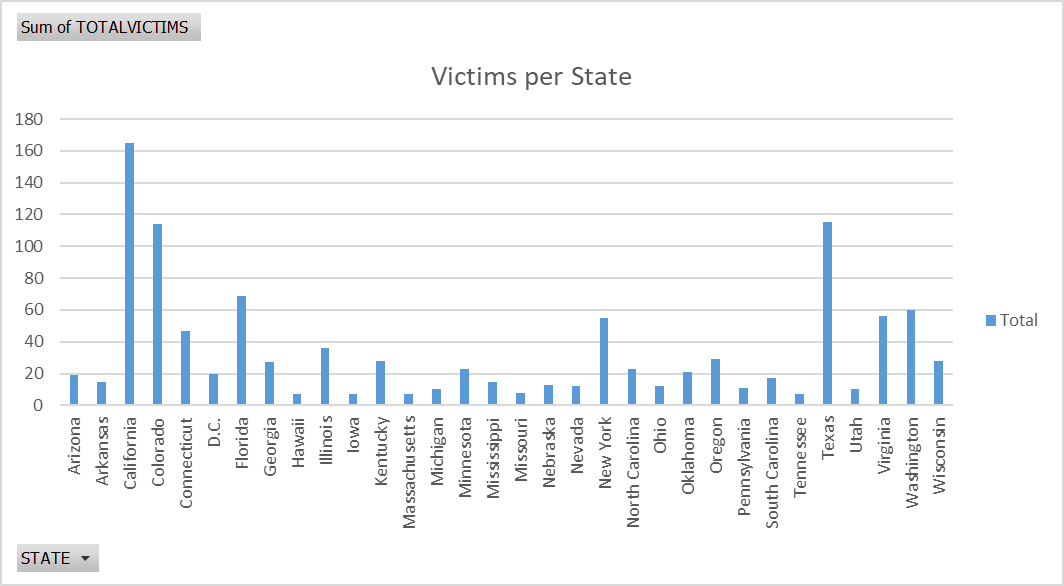 Sum of TOTALVICTIMS
Victims per State
180
160
140
120
100
80
60
40
20
0
Arizona
Arkansas
California
Colorado
Connecticut
D.C.
Florida
Georgia
Hawaii
Illinois
Iowa
Kentucky
Massachusetts
Michigan
Minnesota
Mississippi
Missouri
Nebraska
Nevada
New York
North Carolina
Ohio
Oklahoma
Oregon
Pennsylvania
South Carolina
Tennessee
Texas
Utah
Virginia
Washington
Wisconsin
Total
STATE